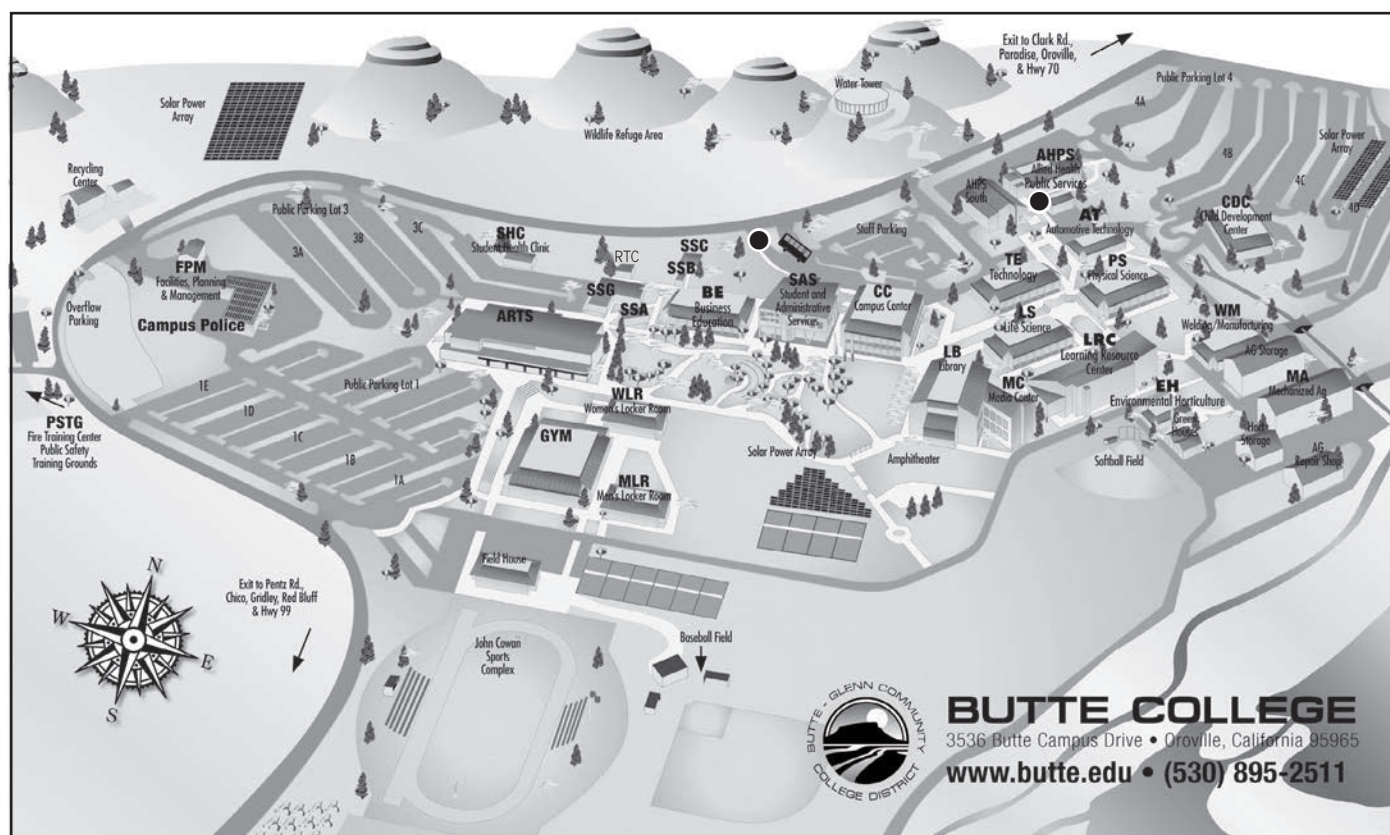 Exit to Clark Rd.,
Paradise, Oroville,
& Hwy 70
Public Parking Lot 4
4A
Solar Power
Array
Water Tower
Wildlife Refuge Area
4B
Solar Power
Array
AHPS
Allied Health
Public Services
Recycling
Center
AHPS
South
4C
CDC
Child Development
Center
4D
Public Parking Lot 3
3C
3B
3A
SHC
Student Health Clinic
AT
Automotive Technology
Staff Parking
RTC
SSC
SSB
FPM
Facilities, Planning
& Management
TE
Technology
PS
Physical Science
SAS
Student and
Administrative
Services
CC
Campus Center
SSG
BE
Business
Education
Overflow
Parking
Campus Police
ARTS
SSA
LS
Life Science
WM
Welding/Manufacturing
LRC
Learning Resource
Center
AG Storage
LB
Library
MA
Mechanized Ag
1E
Public Parking Lot 1
1D
WLR
Women's Locker Room
MC
Media Center
EH
Environmental Horticulture
PSTG
Fire Training Center
Public Safety
Training Grounds
1C
GYM
Green
Houses
Hort
Storage
1B
Solar Power Array
Amphitheater
Softball Field
AG
Repair Shop
1A
MLR
Men's Locker Room
Field House
N
W
E
S
Exit to Pentz Rd.,
Chico, Gridley, Red Bluff
& Hwy 99
John Cowan
Sports
Complex
Baseball Field
BUTTE - GLENN COMMUNITY
COLLEGE DISTRICT
BUTTE COLLEGE
3536 Butte Campus Drive • Oroville, California 95965
www.butte.edu • (530) 895-2511